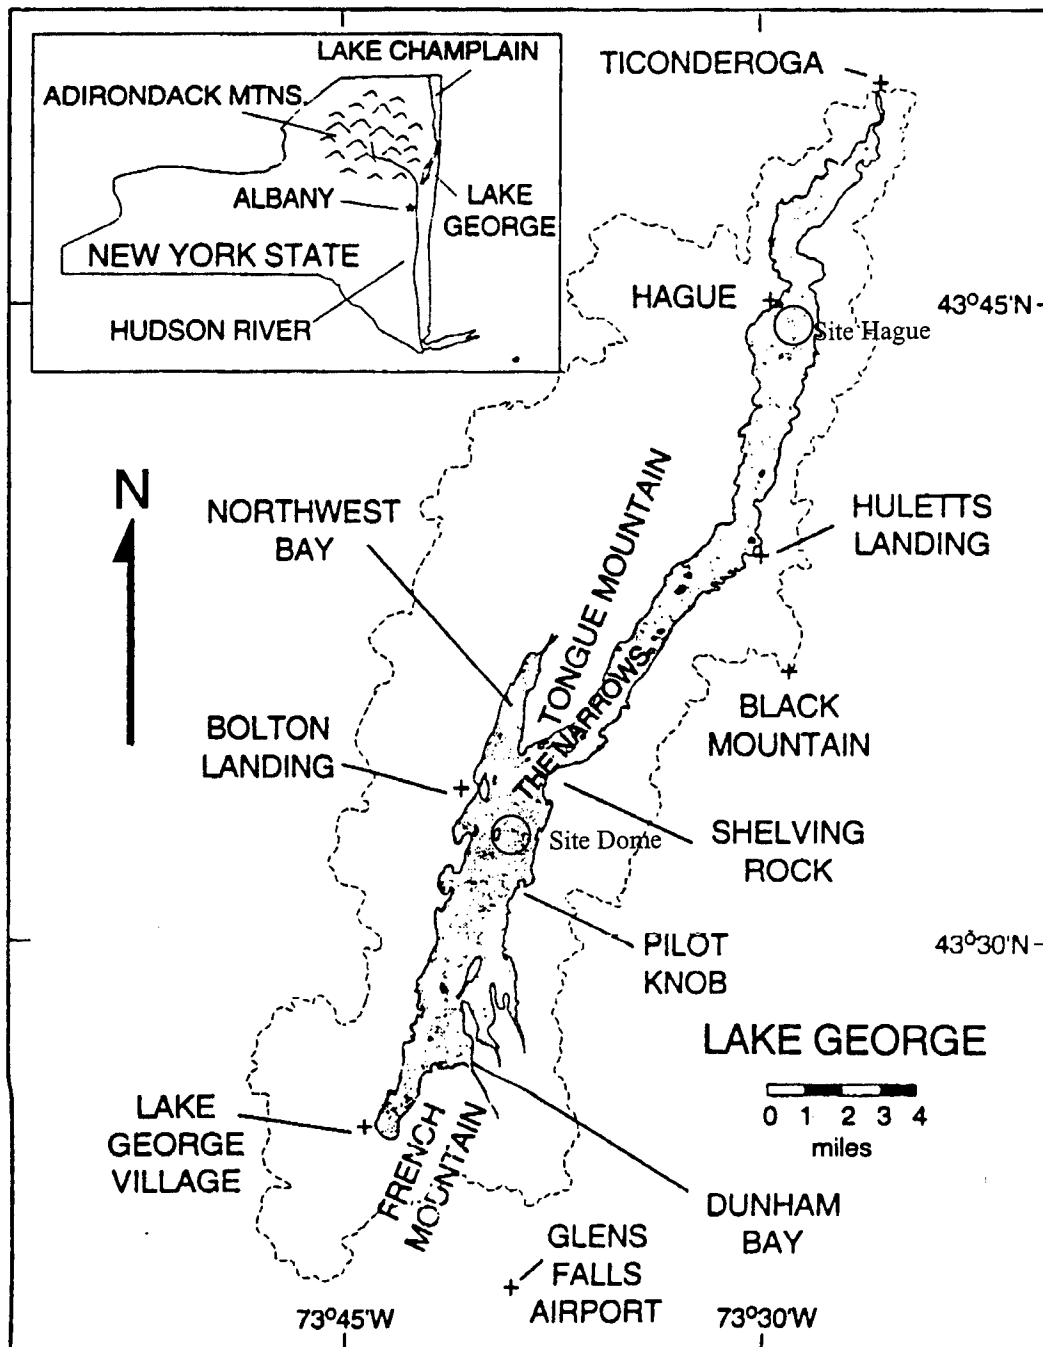 LAKE CHAMPLAIN
ADIRONDACK MTNS.
ALBANY
LAKE
GEORGE
NEW YORK STATE
HUDSON RIVER
TICONDEROGA
HAGUE
43°45'N
Site Hague
N
NORTHWEST
BAY
TONGUE MOUNTAIN
HULETTS
LANDING
THE NARROWS
BLACK
MOUNTAIN
BOLTON
LANDING
SHELVING
ROCK
Site Dome
PILOT
KNOB
43°30'N
LAKE GEORGE
0 1 2 3 4
miles
LAKE
GEORGE
VILLAGE
FRENCH
MOUNTAIN
DUNHAM
BAY
GLENS
FALLS
AIRPORT
73°45'W
73°30'W